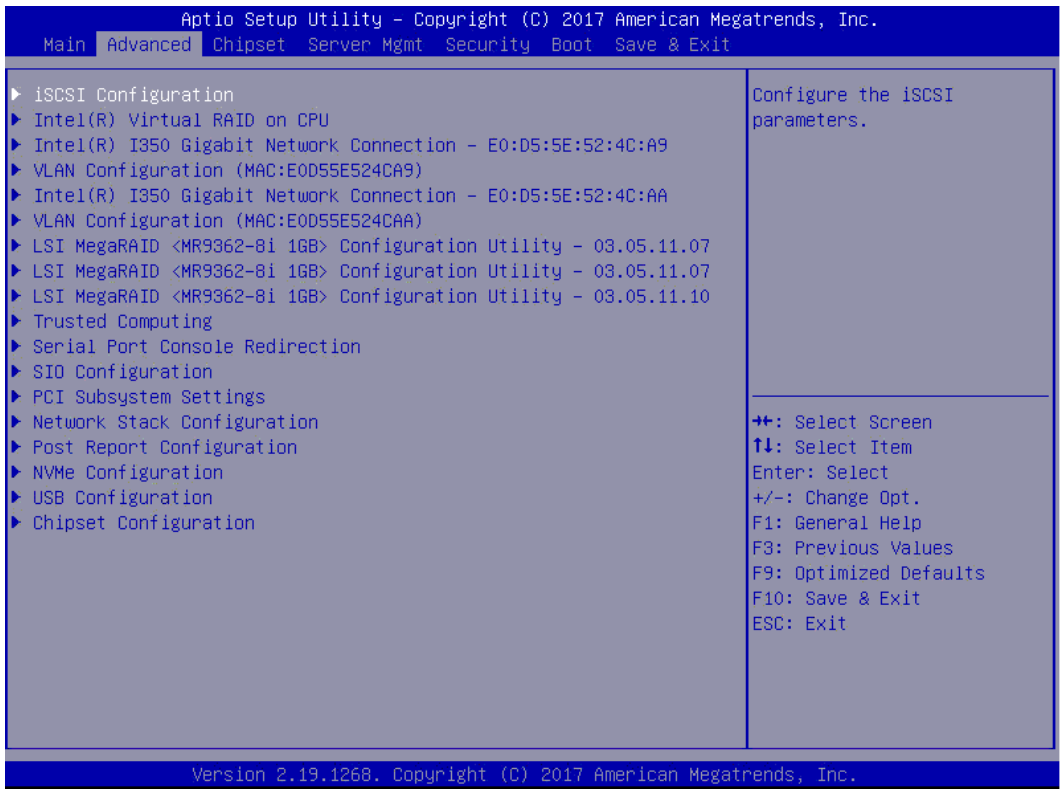 Aptio Setup Utility – Copyright (C) 2017 American Megatrends, Inc.
Main Advanced Chipset Server Mgmt Security Boot Save & Exit
▶ iSCSI Configuration
▶ Intel(R) Virtual RAID on CPU
▶ Intel(R) I350 Gigabit Network Connection – E0:D5:5E:52:4C:A9
▶ VLAN Configuration (MAC:E0D55E524CA9)
▶ Intel(R) I350 Gigabit Network Connection – E0:D5:5E:52:4C:AA
▶ VLAN Configuration (MAC:E0D55E524CAA)
▶ LSI MegaRAID <MR9362-8i 1GB> Configuration Utility – 03.05.11.07
▶ LSI MegaRAID <MR9362-8i 1GB> Configuration Utility – 03.05.11.07
▶ LSI MegaRAID <MR9362-8i 1GB> Configuration Utility – 03.05.11.10
▶ Trusted Computing
▶ Serial Port Console Redirection
▶ SIO Configuration
▶ PCI Subsystem Settings
▶ Network Stack Configuration
▶ Post Report Configuration
▶ NVMe Configuration
▶ USB Configuration
▶ Chipset Configuration
Configure the iSCSI
parameters.
→←: Select Screen
↑↓: Select Item
Enter: Select
+/-: Change Opt.
F1: General Help
F3: Previous Values
F9: Optimized Defaults
F10: Save & Exit
ESC: Exit
Version 2.19.1268. Copyright (C) 2017 American Megatrends, Inc.